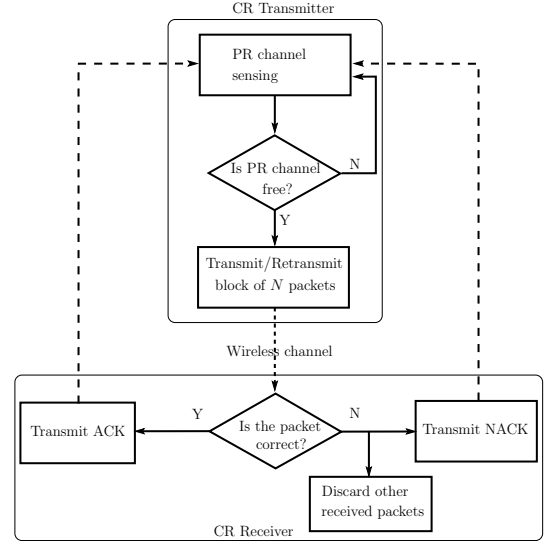 CR Transmitter
PR channel
sensing
Is PR channel
free?
N
Y
Transmit/Retransmit
block of N packets
Wireless channel
Is the packet
correct?
Y
N
Transmit ACK
Transmit NACK
Discard other
received packets
CR Receiver